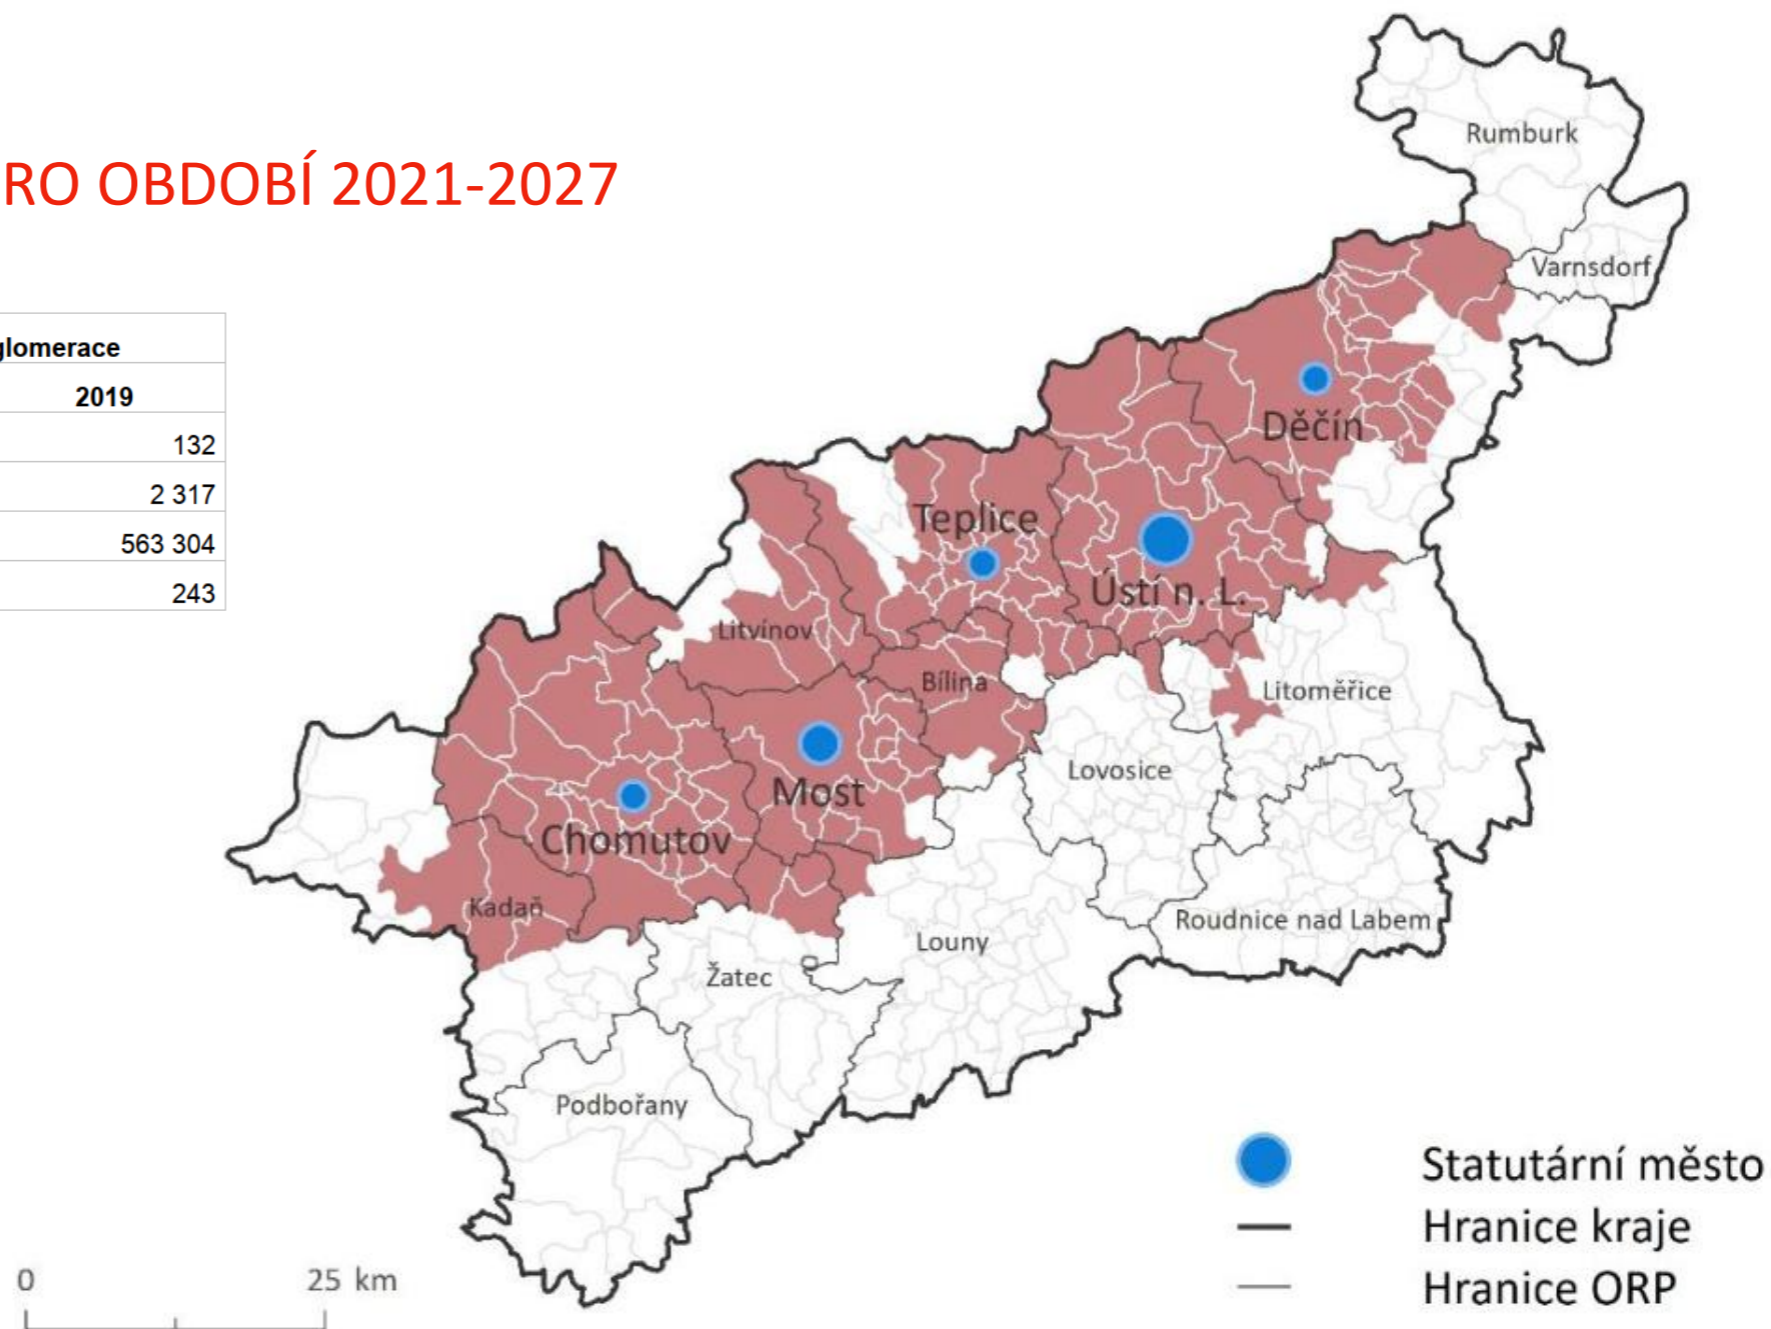 RO OBDOBÍ 2021-2027
glomerace
2019
132
2 317
563 304
243
Rumburk
Varnsdorf
Děčín
Teplice
Ústí n. L.
Litvínov
Bílina
Litoměřice
Most
Lovosice
Chomutov
Kadaň
Roudnice nad Labem
Louny
Žatec
Podbořany
Statutární město
Hranice kraje
Hranice ORP
0 25 km